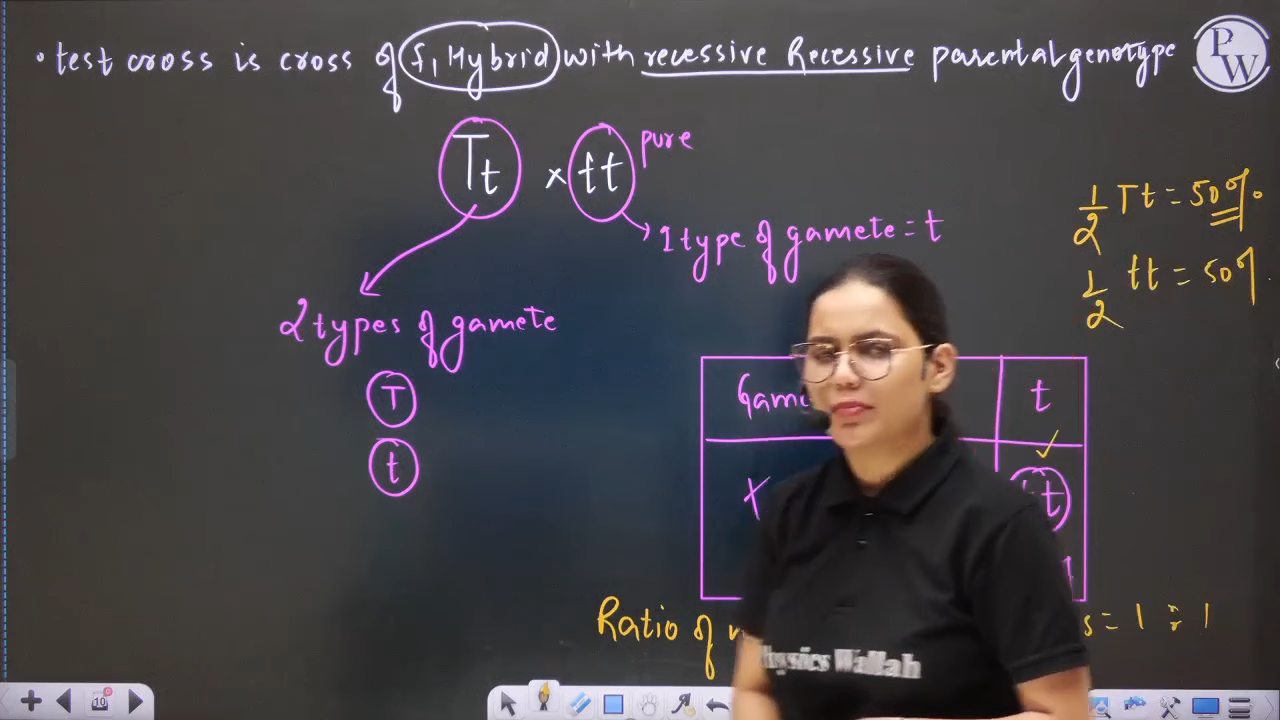 • test cross is cross of f1 Hybrid with recessive Recessive parental genotype
PW
Tt × tt pure
1 type of gamete = t
1/2 Tt = 50%
1/2 tt = 50%
2 types of gamete
T
t
t
Ratio of
s = 1 : 1
Physics Wallah
10